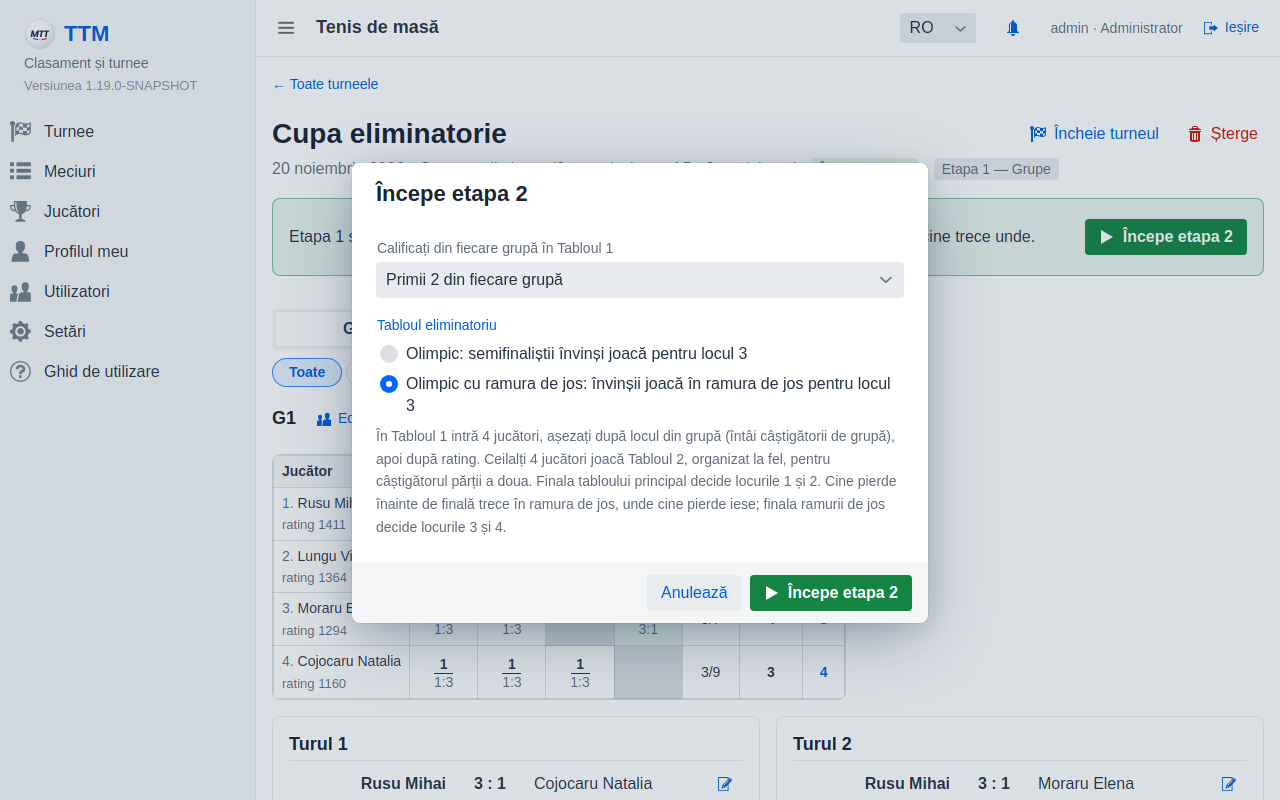 MTT
TTM
Clasament și turnee
Versiunea 1.19.0-SNAPSHOT
Turnee
Meciuri
Jucători
Profilul meu
Utilizatori
Setări
Ghid de utilizare
Tenis de masă
RO
admin · Administrator
Ieșire
← Toate turneele
Cupa eliminatorie
Încheie turneul
Șterge
20
Etapa 1 — Grupe
Etapa 1
trece unde.
Începe etapa 2
Toate
G1
Jucător
1. Rusu
rating 1411
2. Lungu
rating 1364
3. Moraru
rating 1294
1:3
1:3
3:1
4. Cojocaru Natalia
rating 1160
1
1:3
1
1:3
1
1:3
3/9
3
4
Turul 1
Rusu Mihai 3 : 1 Cojocaru Natalia
Turul 2
Rusu Mihai 3 : 1 Moraru Elena
Începe etapa 2
Calificați din fiecare grupă în Tabloul 1
Primii 2 din fiecare grupă
Tabloul eliminatoriu
Olimpic: semifinaliștii învinși joacă pentru locul 3
Olimpic cu ramura de jos: învinșii joacă în ramura de jos pentru locul
3
În Tabloul 1 intră 4 jucători, așezați după locul din grupă (întâi câștigătorii de grupă),
apoi după rating. Ceilalți 4 jucători joacă Tabloul 2, organizat la fel, pentru
câștigătorul părții a doua. Finala tabloului principal decide locurile 1 și 2. Cine pierde
înainte de finală trece în ramura de jos, unde cine pierde iese; finala ramurii de jos
decide locurile 3 și 4.
Anulează
Începe etapa 2